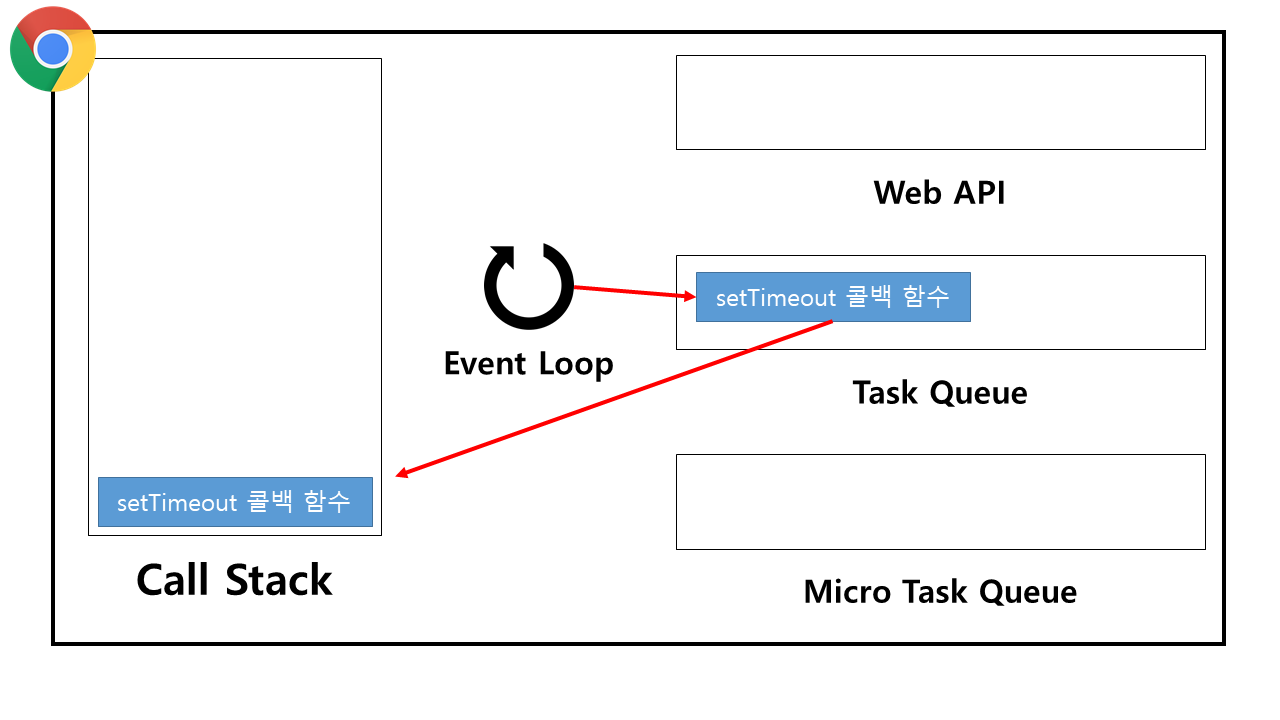 Web API
setTimeout 콜백 함수
Event Loop
Task Queue
setTimeout 콜백 함수
Call Stack
Micro Task Queue